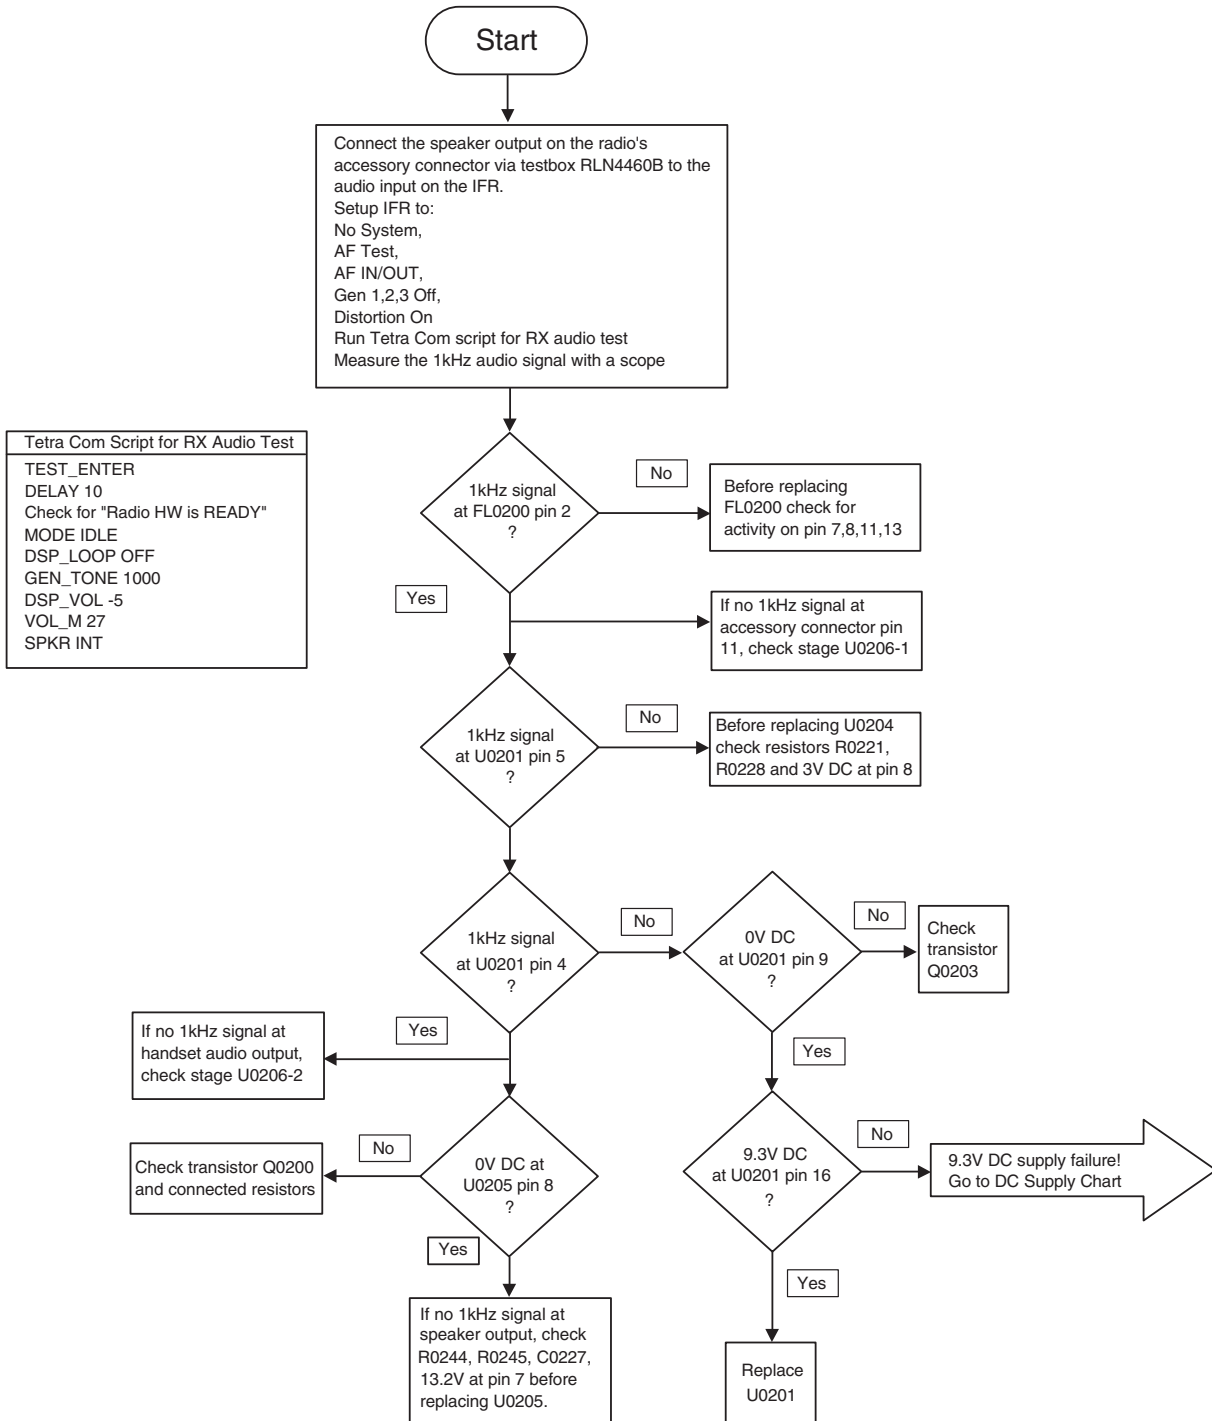 Start
Connect the speaker output on the radio's
accessory connector via testbox RLN4460B to the
audio input on the IFR.
Setup IFR to:
No System,
AF Test,
AF IN/OUT,
Gen 1,2,3 Off,
Distortion On
Run Tetra Com script for RX audio test
Measure the 1kHz audio signal with a scope
Tetra Com Script for RX Audio Test
TEST_ENTER
DELAY 10
Check for "Radio HW is READY"
MODE IDLE
DSP_LOOP OFF
GEN_TONE 1000
DSP_VOL -5
VOL_M 27
SPKR INT
1kHz signal
at FL0200 pin 2
?
No
Before replacing
FL0200 check for
activity on pin 7,8,11,13
Yes
If no 1kHz signal at
accessory connector pin
11, check stage U0206-1
1kHz signal
at U0201 pin 5
?
No
Before replacing U0204
check resistors R0221,
R0228 and 3V DC at pin 8
1kHz signal
at U0201 pin 4
?
No
0V DC
at U0201 pin 9
?
No
Check
transistor
Q0203
Yes
If no 1kHz signal at
handset audio output,
check stage U0206-2
Yes
0V DC at
U0205 pin 8
?
No
Check transistor Q0200
and connected resistors
9.3V DC
at U0201 pin 16
?
No
9.3V DC supply failure!
Go to DC Supply Chart
Yes
If no 1kHz signal at
speaker output, check
R0244, R0245, C0227,
13.2V at pin 7 before
replacing U0205.
Yes
Replace
U0201